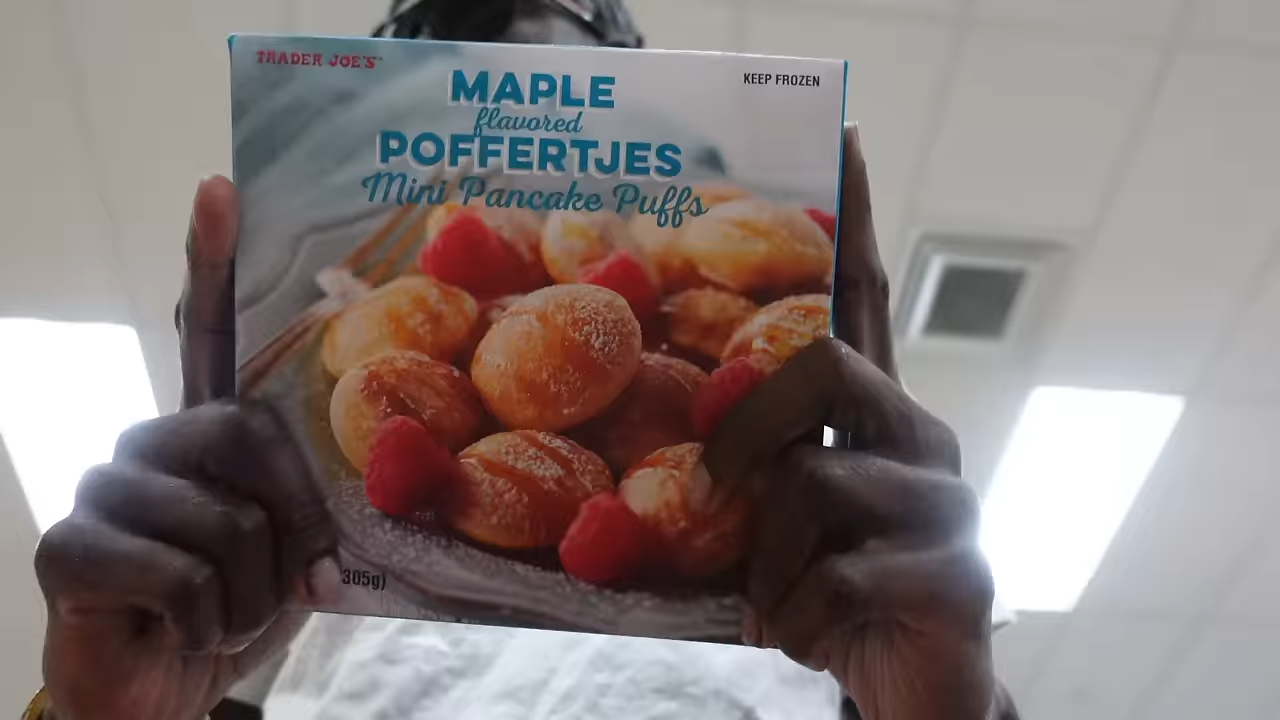 TRADER JOE'S
KEEP FROZEN
MAPLE
flavored
POFFERTJES
Mini Pancake Puffs
305g)